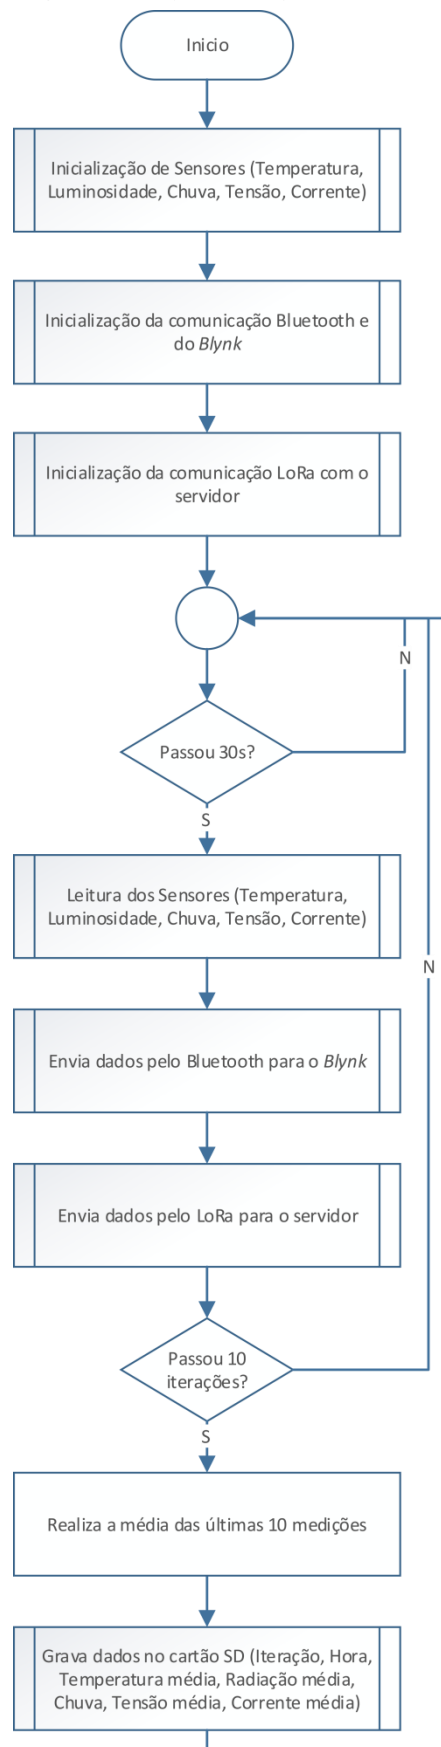 Inicio
Inicialização de Sensores (Temperatura,
Luminosidade, Chuva, Tensão, Corrente)
Inicialização da comunicação Bluetooth e
do Blynk
Inicialização da comunicação LoRa com o
servidor
N
Passou 30s?
S
Leitura dos Sensores (Temperatura,
Luminosidade, Chuva, Tensão, Corrente)
N
Envia dados pelo Bluetooth para o Blynk
Envia dados pelo LoRa para o servidor
Passou 10
iterações?
S
Realiza a média das últimas 10 medições
Grava dados no cartão SD (Iteração, Hora,
Temperatura média, Radiação média,
Chuva, Tensão média, Corrente média)